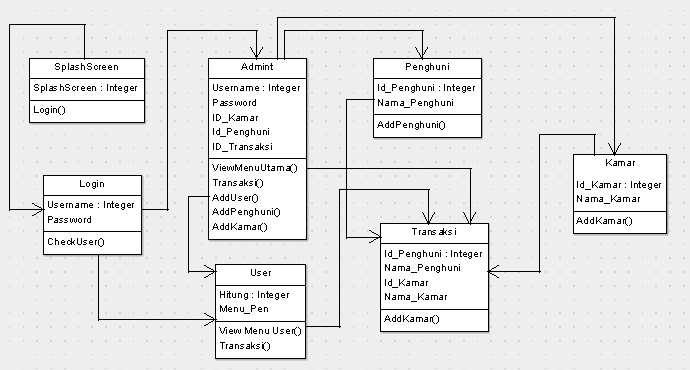 SplashScreen
SplashScreen : Integer
Login()
Admint
Username : Integer
Password
ID_Kamar
Id_Penghuni
ID_Transaksi
ViewMenuUtama()
Transaksi()
AddUser()
AddPenghuni()
AddKamar()
Penghuni
Id_Penghuni : Integer
Nama_Penghuni
AddPenghuni()
Kamar
Id_Kamar : Integer
Nama_Kamar
AddKamar()
Login
Username : Integer
Password
CheckUser()
Transaksi
Id_Penghuni : Integer
Nama_Penghuni
Id_Kamar
Nama_Kamar
AddKamar()
User
Hitung : Integer
Menu_Pen
View Menu User()
Transaksi()